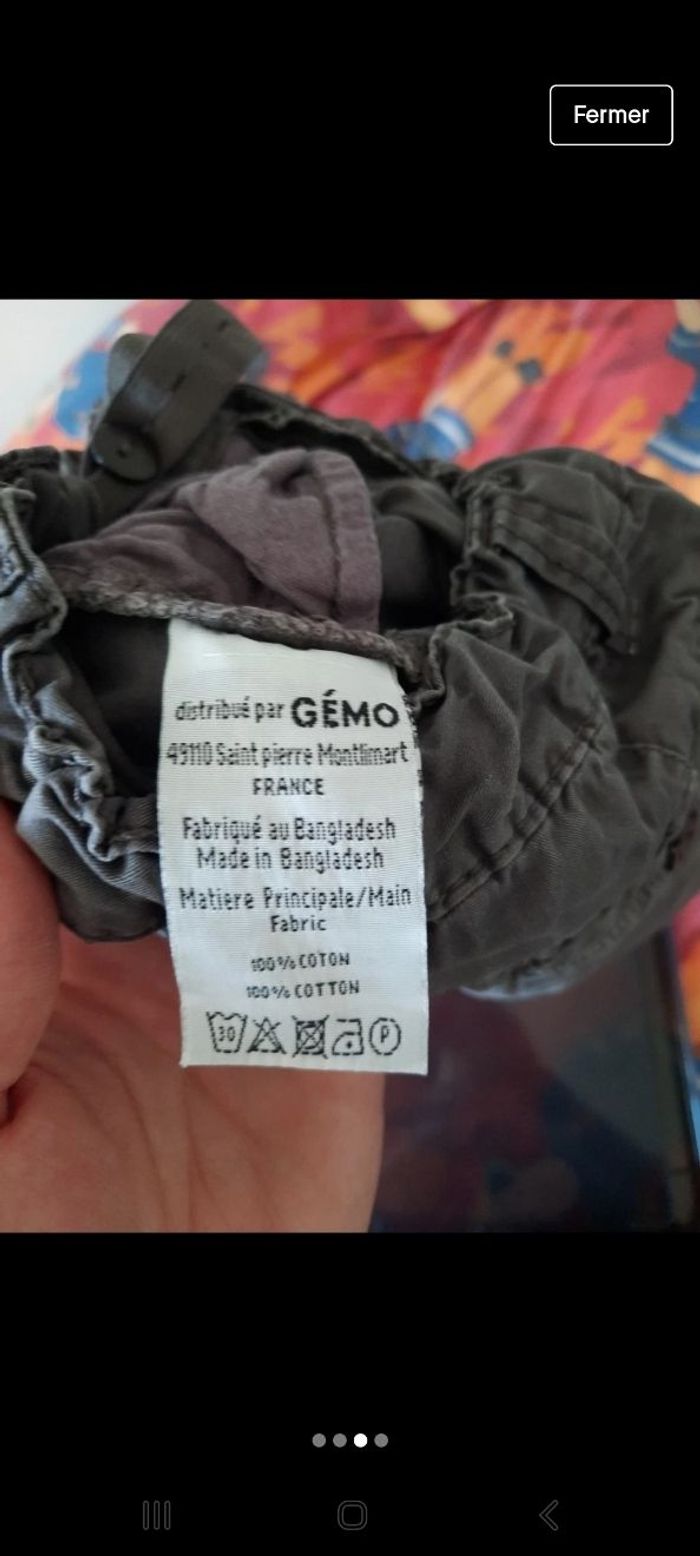 Fermer
distribué par GÉMO
49110 Saint pierre Montlimart
FRANCE
Fabriqué au Bangladesh
Made in Bangladesh
Matiere Principale/Main
Fabric
100% COTON
100% COTTON
30 P